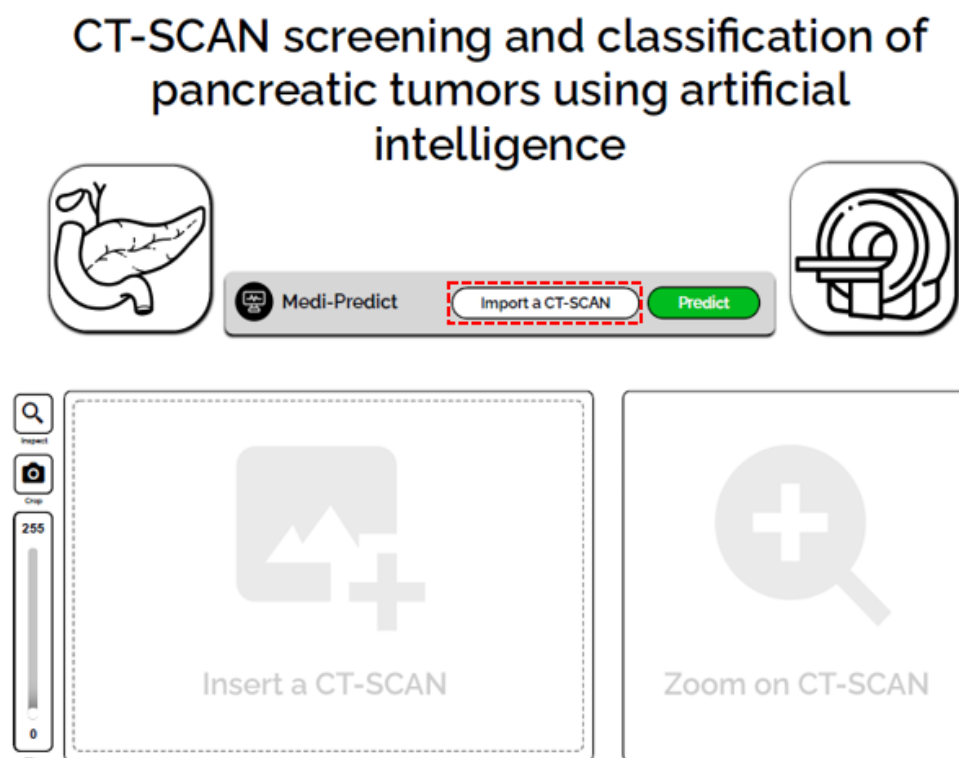 CT-SCAN screening and classification of
pancreatic tumors using artificial
intelligence
Medi-Predict
Import a CT-SCAN
Predict
Inspect
Crop
255
0
Insert a CT-SCAN
Zoom on CT-SCAN